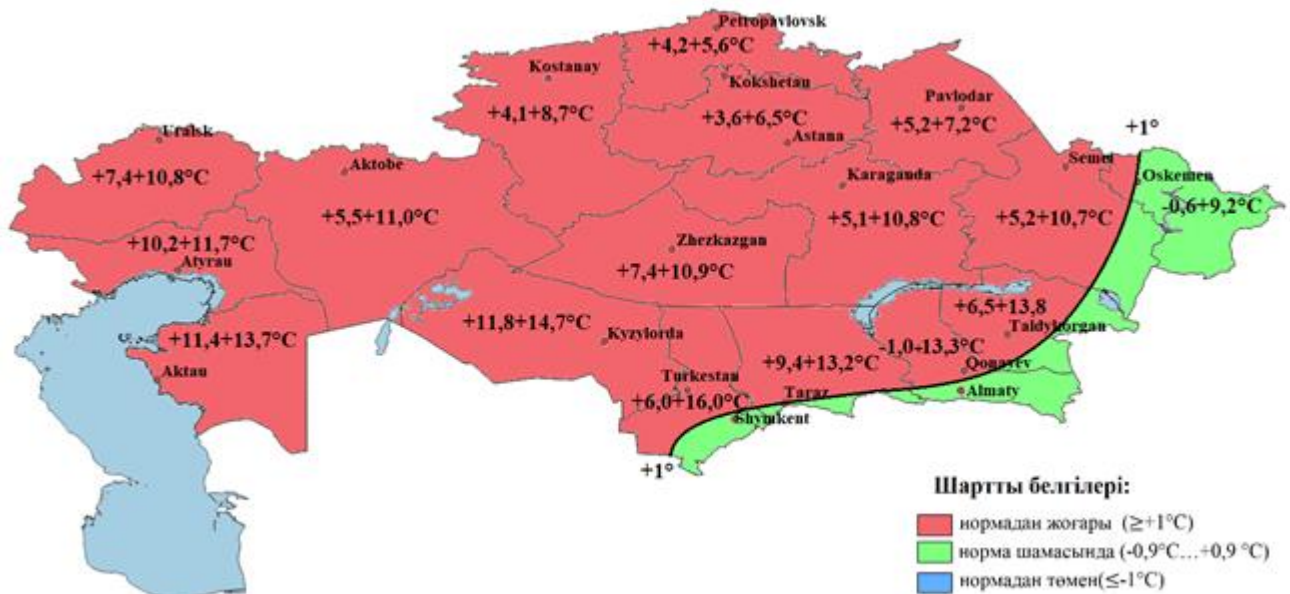 Petropavlovsk
+4,2+5,6°C
Kostanay
Kokshetau
+4,1+8,7°C
Pavlodar
+3,6+6,5°C
+5,2+7,2°C
Astana
+1°
Uralsk
Aktobe
Semei
+7,4+10,8°C
Karaganda
Oskemen
+5,5+11,0°C
+5,1+10,8°C
+5,2+10,7°C
-0,6+9,2°C
+10,2+11,7°C
Zhezkazgan
Atyrau
+7,4+10,9°C
+6,5+13,8
+11,8+14,7°C
Taldykorgan
+11,4+13,7°C
Kyzylorda
-1,0+13,3°C
+9,4+13,2°C
Qonayev
Aktau
Turkestan
Taraz
Almaty
+6,0+16,0°C
Shymkent
+1°
Шартты белгілері:
нормадан жоғары (≥+1°C)
норма шамасында (-0,9°C…+0,9 °C)
нормадан төмен(≤-1°C)